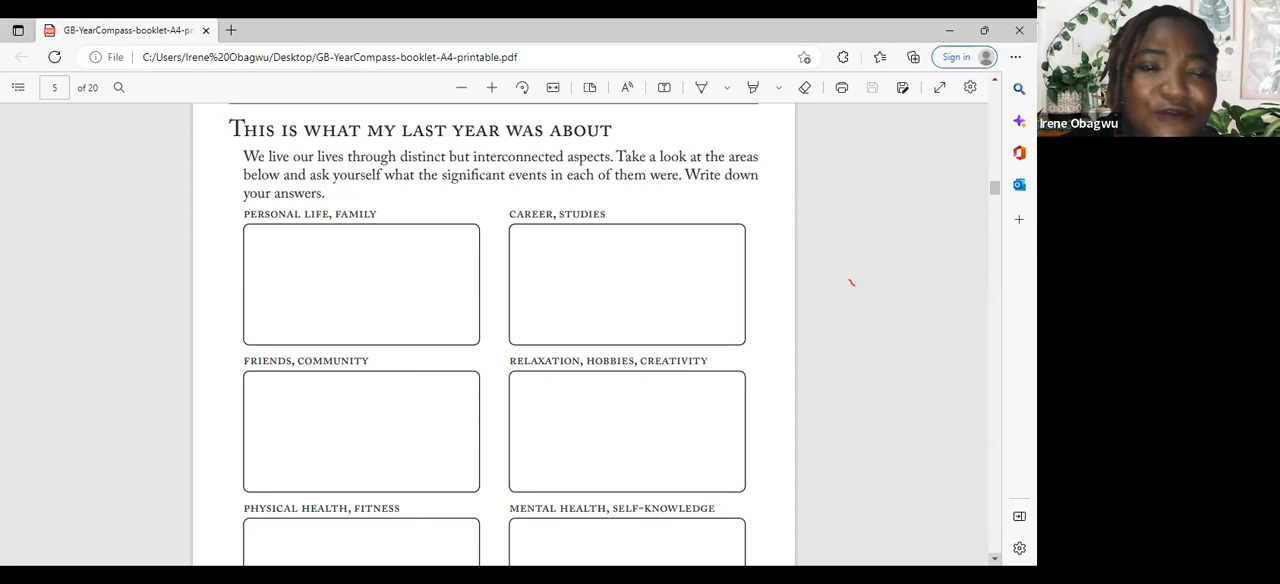 GB-YearCompass-booklet-A4-pri
File
C:/Users/Irene%20Obagwu/Desktop/GB-YearCompass-booklet-A4-printable.pdf
Sign in
5
of 20
Irene Obagwu
THIS IS WHAT MY LAST YEAR WAS ABOUT
We live our lives through distinct but interconnected aspects. Take a look at the areas
below and ask yourself what the significant events in each of them were. Write down
your answers.
PERSONAL LIFE, FAMILY
CAREER, STUDIES
FRIENDS, COMMUNITY
RELAXATION, HOBBIES, CREATIVITY
PHYSICAL HEALTH, FITNESS
MENTAL HEALTH, SELF-KNOWLEDGE